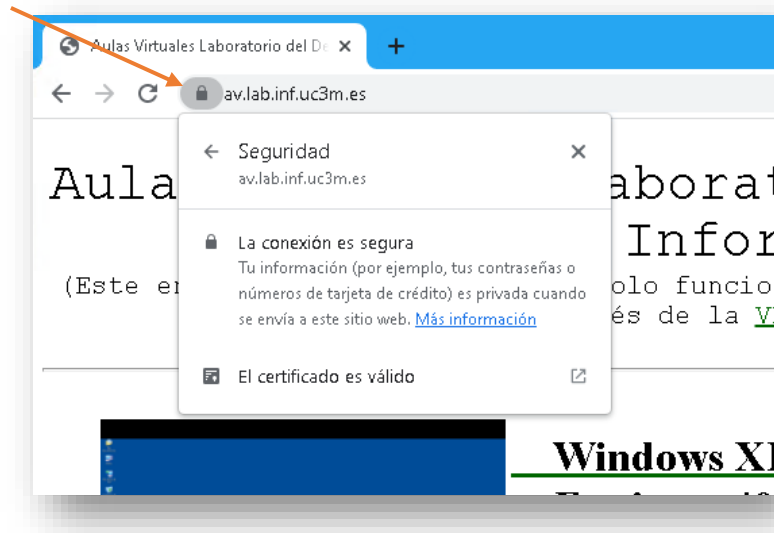 Aulas Virtuales Laboratorio del De
av.lab.inf.uc3m.es
Seguridad
av.lab.inf.uc3m.es
La conexión es segura
Tu información (por ejemplo, tus contraseñas o
números de tarjeta de crédito) es privada cuando
se envía a este sitio web. Más información
El certificado es válido
Aula
aborat
Infor
(Este en
olo funcio
és de la V
Windows XP